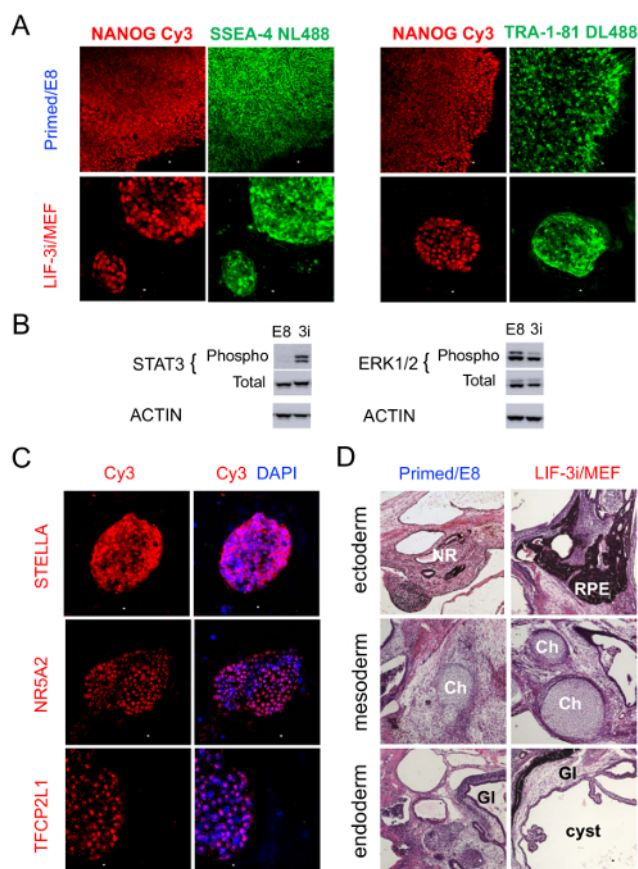 A
NANOG Cy3 SSEA-4 NL488 NANOG Cy3 TRA-1-81 DL488
Primed/E8
LIF-3i/MEF
B
E8 3i E8 3i
STAT3 { Phospho ERK1/2 { Phospho
Total Total
ACTIN ACTIN
C D
Cy3 Cy3 DAPI Primed/E8 LIF-3i/MEF
STELLA ectoderm NR RPE
NR5A2 mesoderm Ch Ch Ch
TFCP2L1 endoderm GI GI
cyst